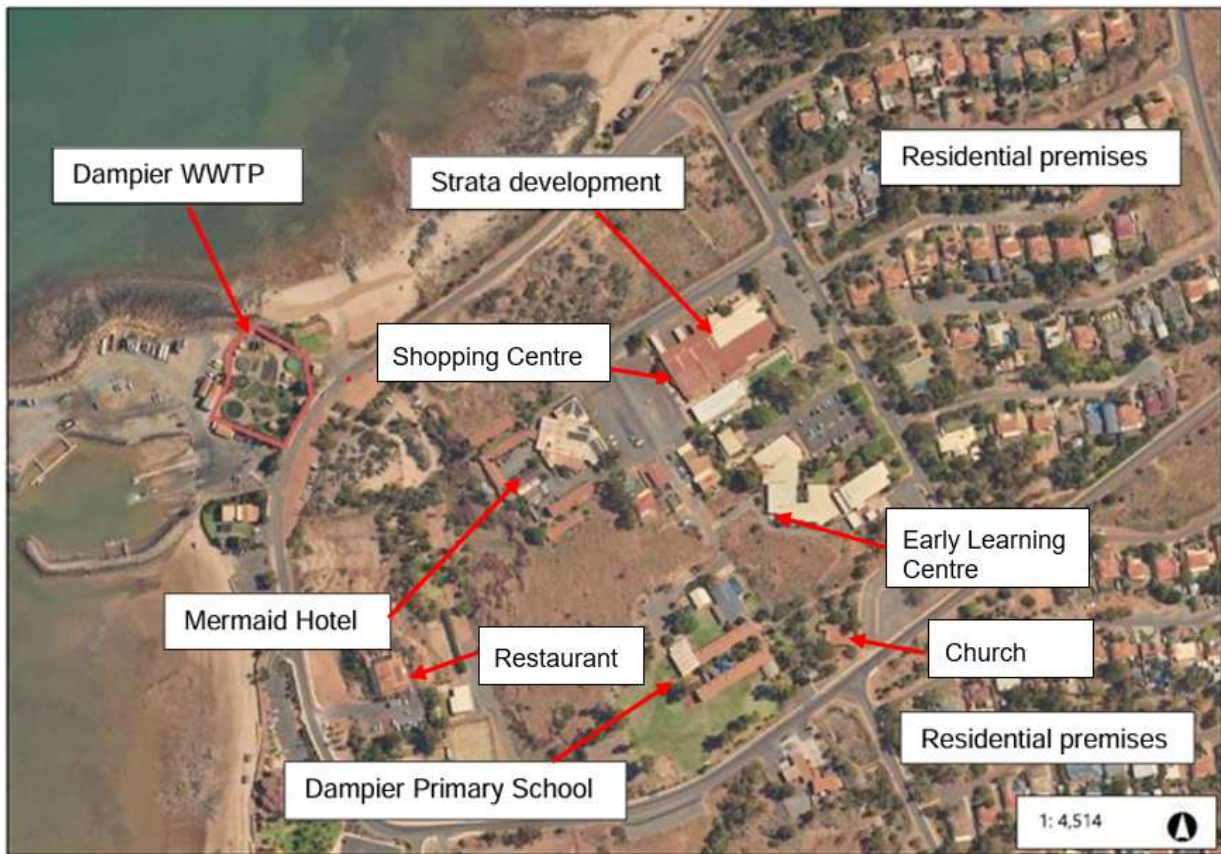 Residential premises
Dampier WWTP
Strata development
Shopping Centre
Early Learning
Centre
Mermaid Hotel
Restaurant
Church
Residential premises
Dampier Primary School
1: 4,514